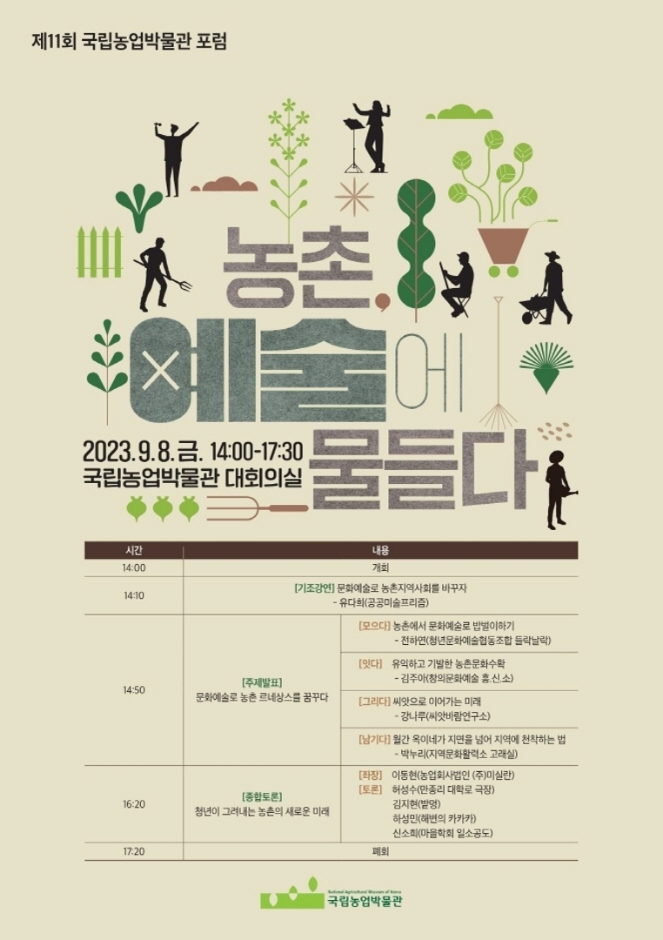 제11회 국립농업박물관 포럼
농촌,
예술에
물들다
2023.9.8.금. 14:00-17:30
국립농업박물관 대회의실
시간 내용
14:00 개회
14:10 [기조강연] 문화예술로 농촌지역사회를 바꾸자
- 유다희(공공미술프리즘)
14:50 [주제발표]
문화예술로 농촌 르네상스를 꿈꾸다
[모으다] 농촌에서 문화예술로 밥벌이하기
- 전하연(청년문화예술협동조합 들락날락)
[잇다] 유익하고 기발한 농촌문화수확
- 김주아(창의문화예술 흥.신.소)
[그리다] 씨앗으로 이어가는 미래
- 강나루(씨앗바람연구소)
[남기다] 월간 옥이네가 지면을 넘어 지역에 천착하는 법
- 박누리(지역문화활력소 고래실)
16:20 [종합토론]
청년이 그려내는 농촌의 새로운 미래
[좌장] 이동현(농업회사법인 (주)미실란)
[토론] 허성수(만종리 대학로 극장)
김지현(밭멍)
하성민(해변의 카카카)
신소희(마을학회 일소공도)
17:20 폐회
National Agricultural Museum of Korea
국립농업박물관